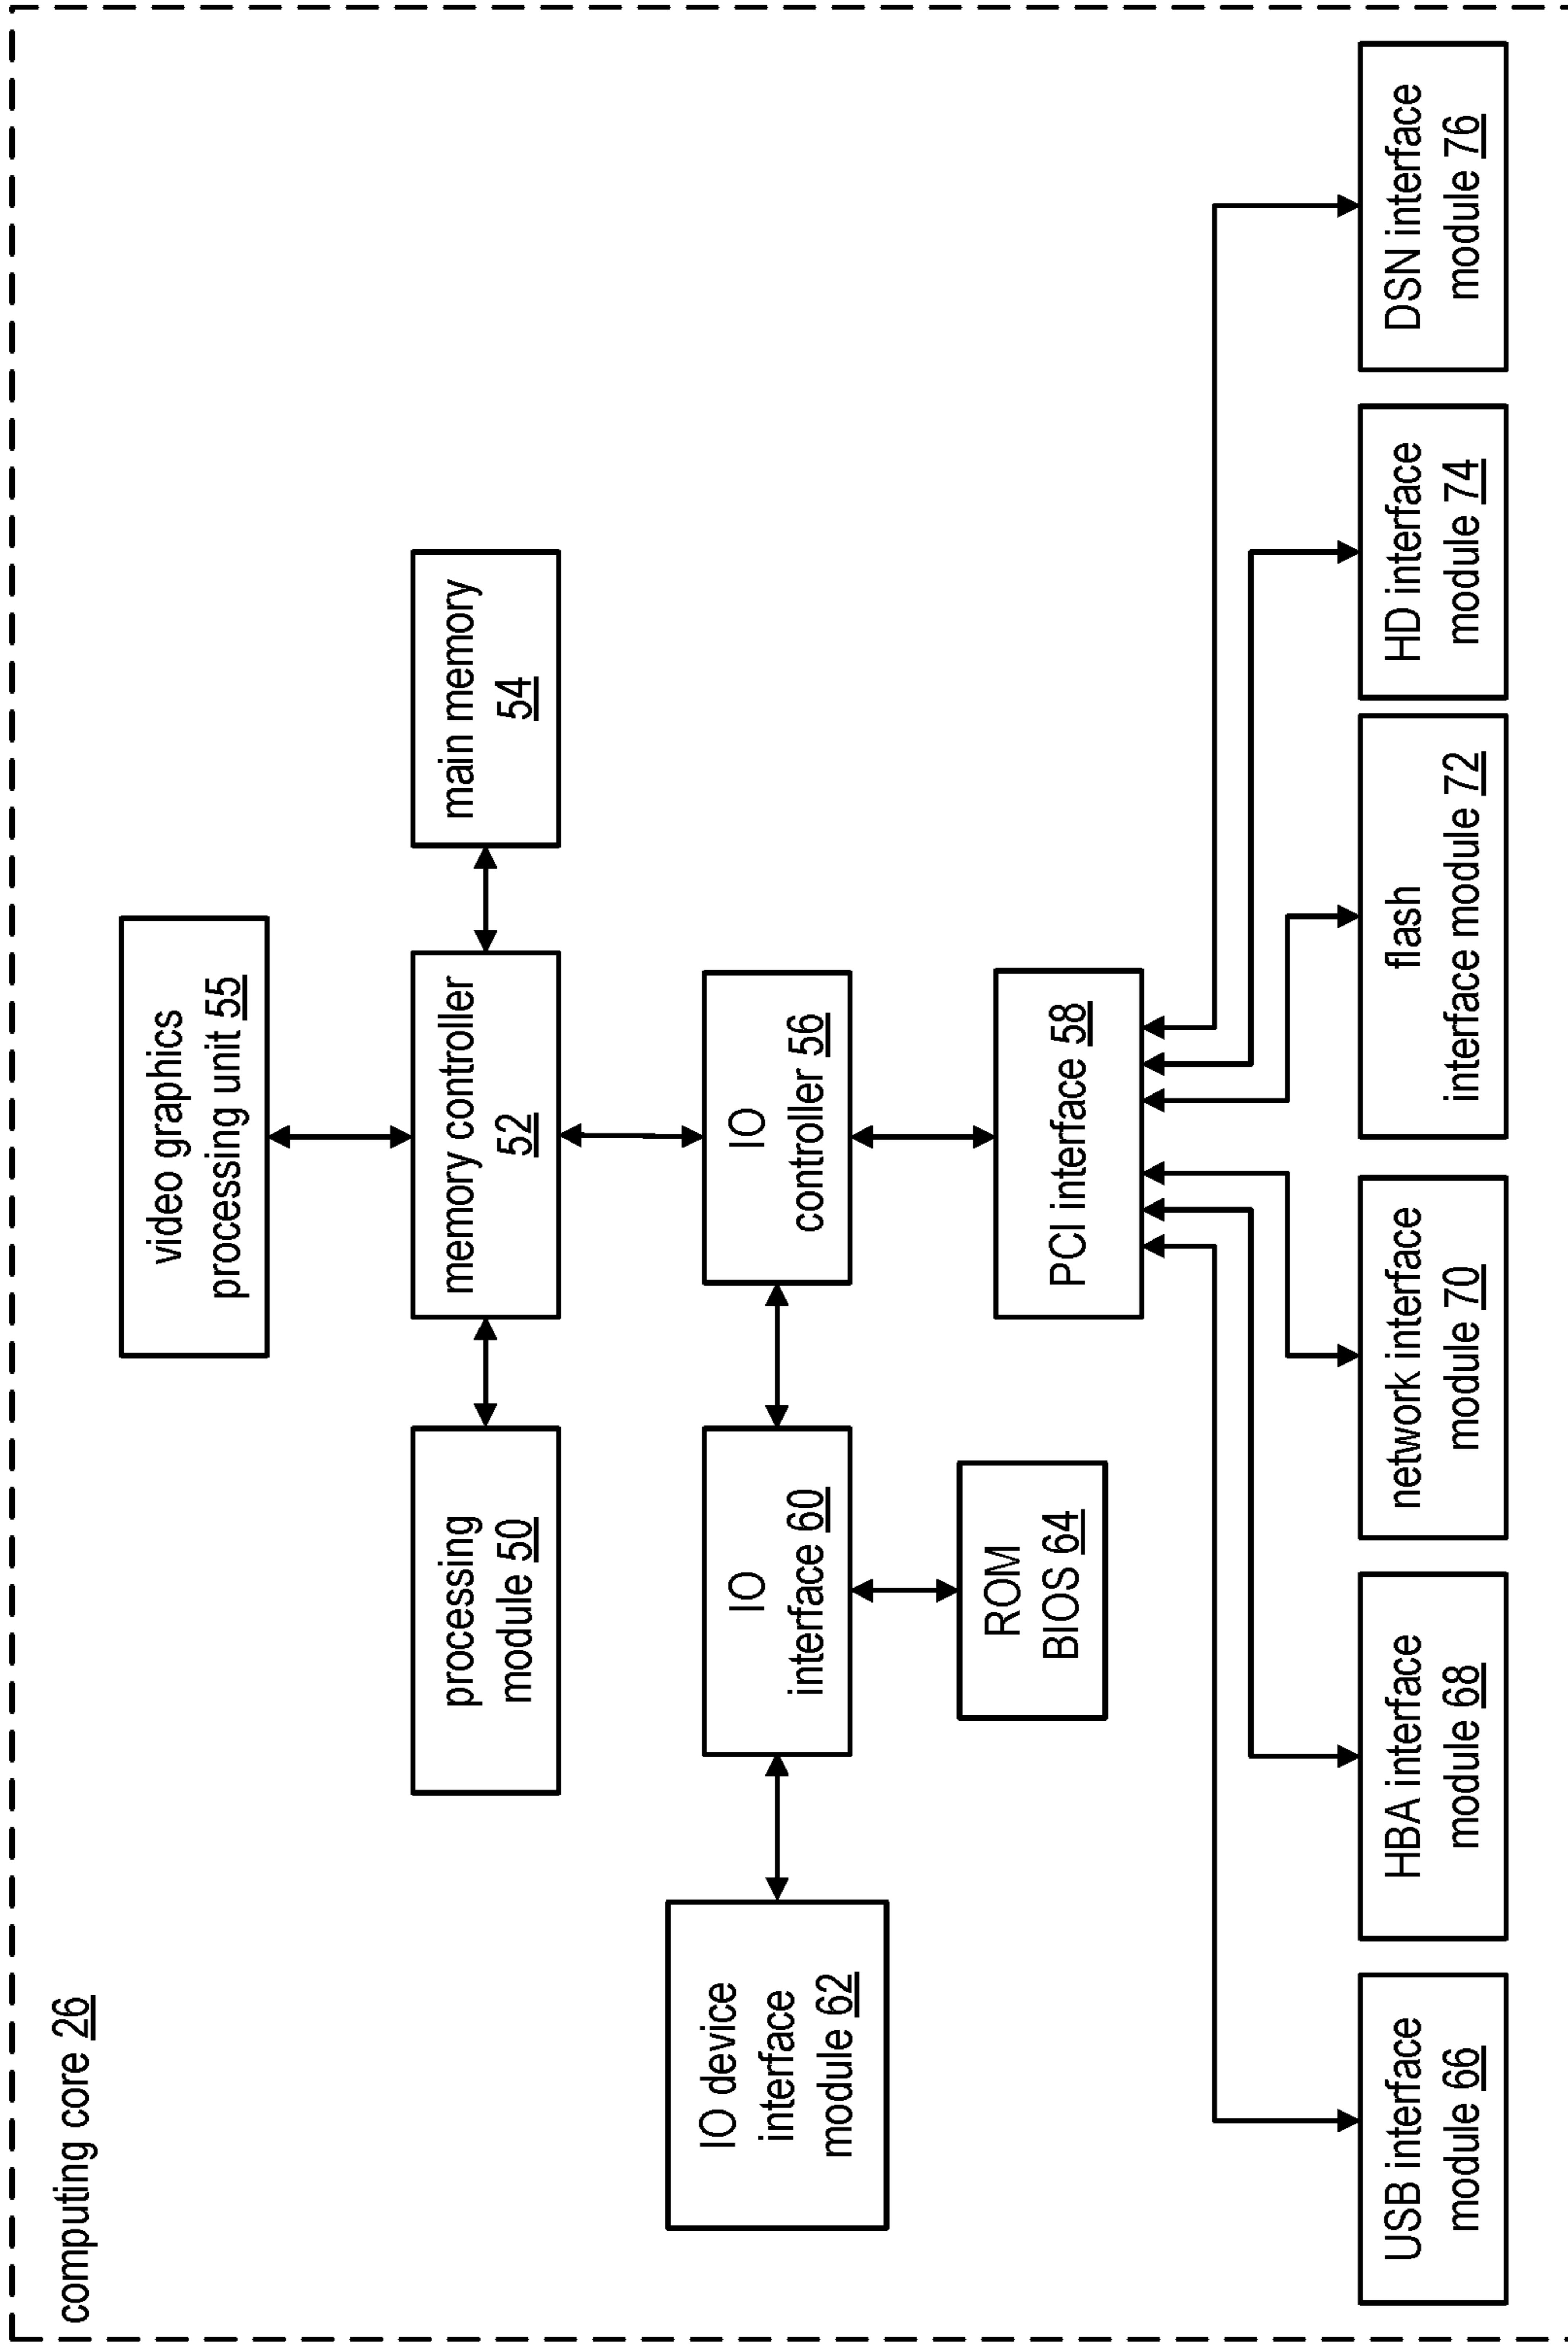 computing core 26
video graphics
processing unit 55
processing
module 50
memory controller
52
main memory
54
IO device
interface
module 62
IO
interface 60
IO
controller 56
ROM
BIOS 64
PCI interface 58
USB interface
module 66
HBA interface
module 68
network interface
module 70
flash
interface module 72
HD interface
module 74
DSN interface
module 76